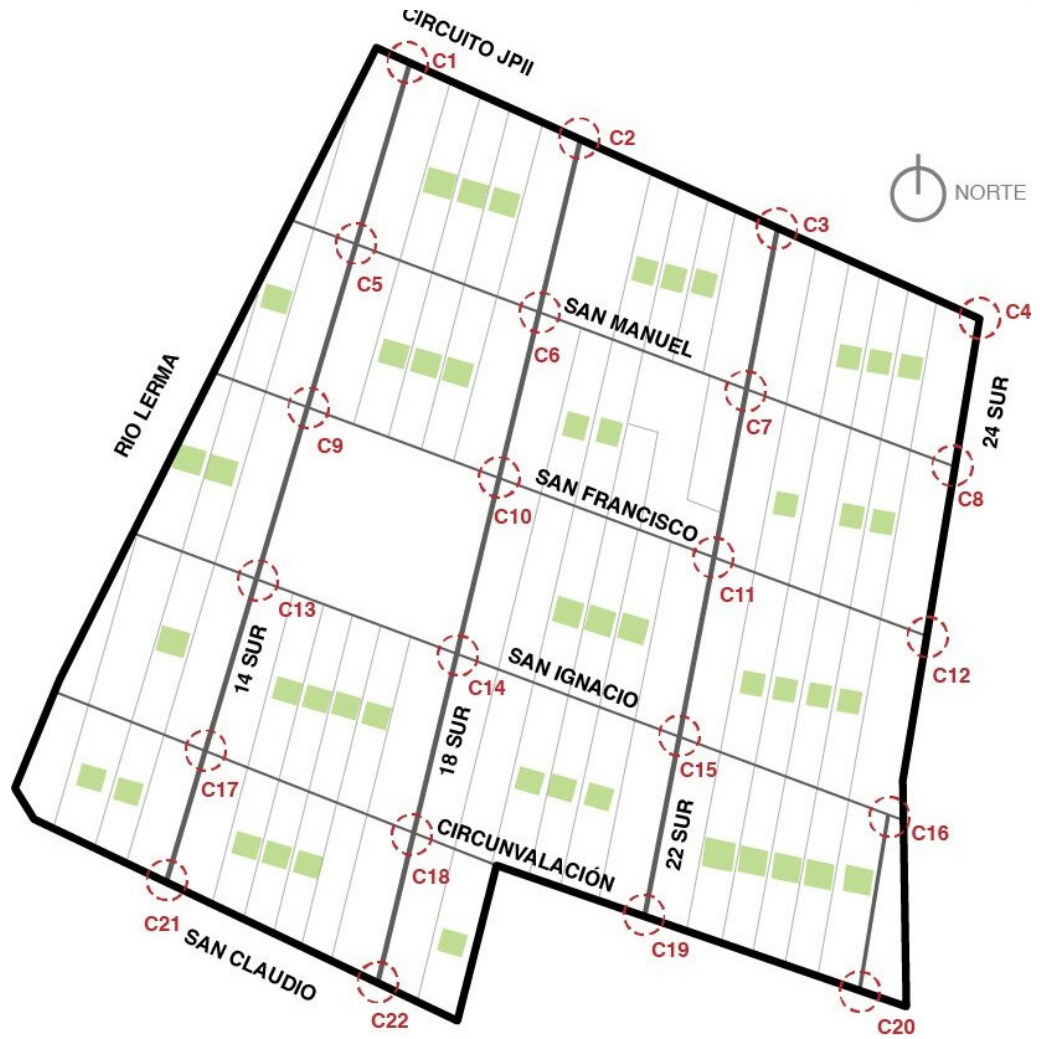 CIRCUITO JPII
C1
C2
NORTE
C3
C4
C5
SAN MANUEL
C6
24 SUR
RIO LERMA
C7
C9
SAN FRANCISCO
C8
C10
C11
C13
14 SUR
SAN IGNACIO
C12
C14
18 SUR
C15
C17
22 SUR
C16
CIRCUNVALACIÓN
C18
C21
SAN CLAUDIO
C19
C22
C20